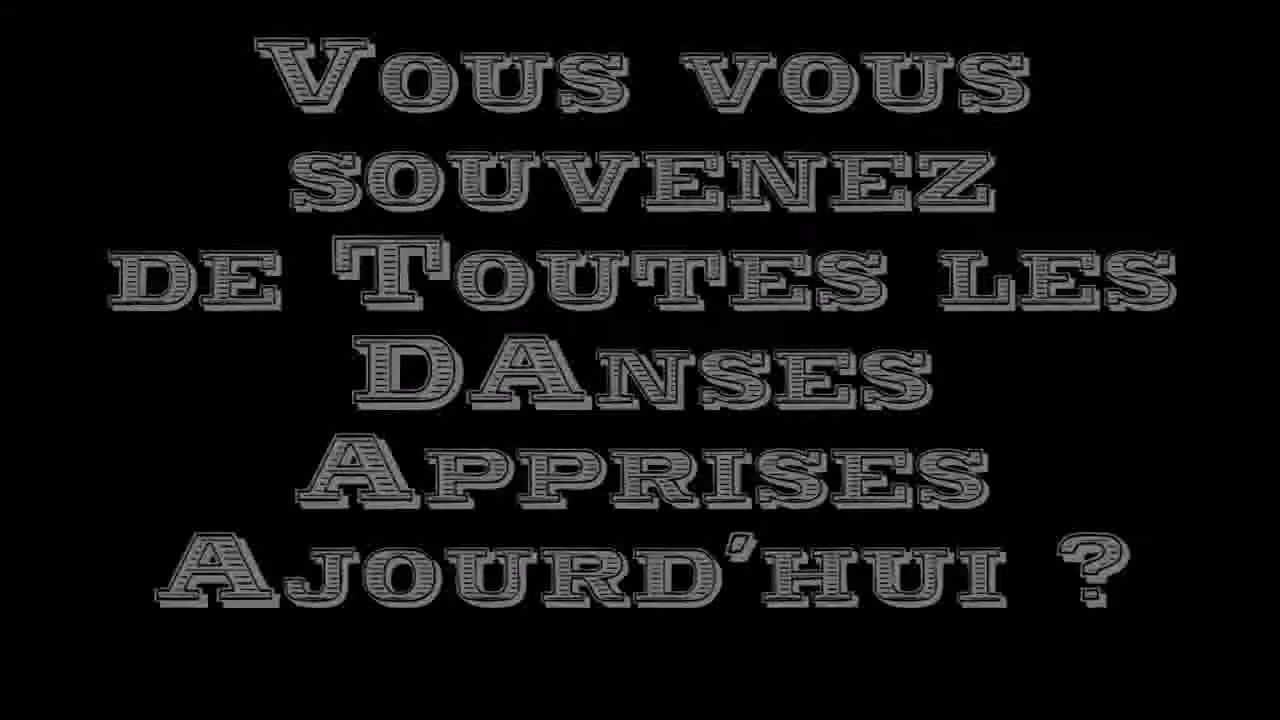 Vous vous
souvenez
de Toutes les
DAnses
Apprises
Ajourd'hui ?